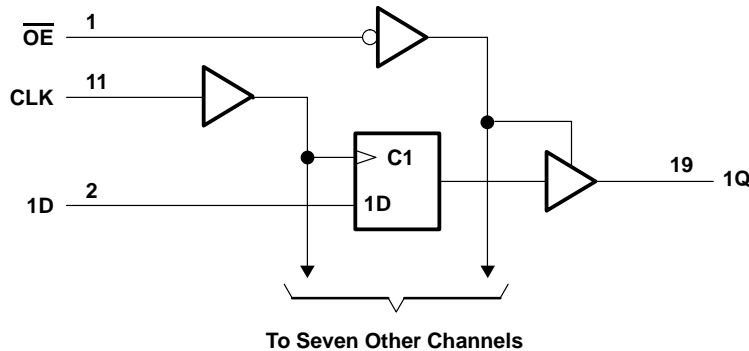 OE 1
CLK 11
C1
1D 2 1D
19 1Q
To Seven Other Channels